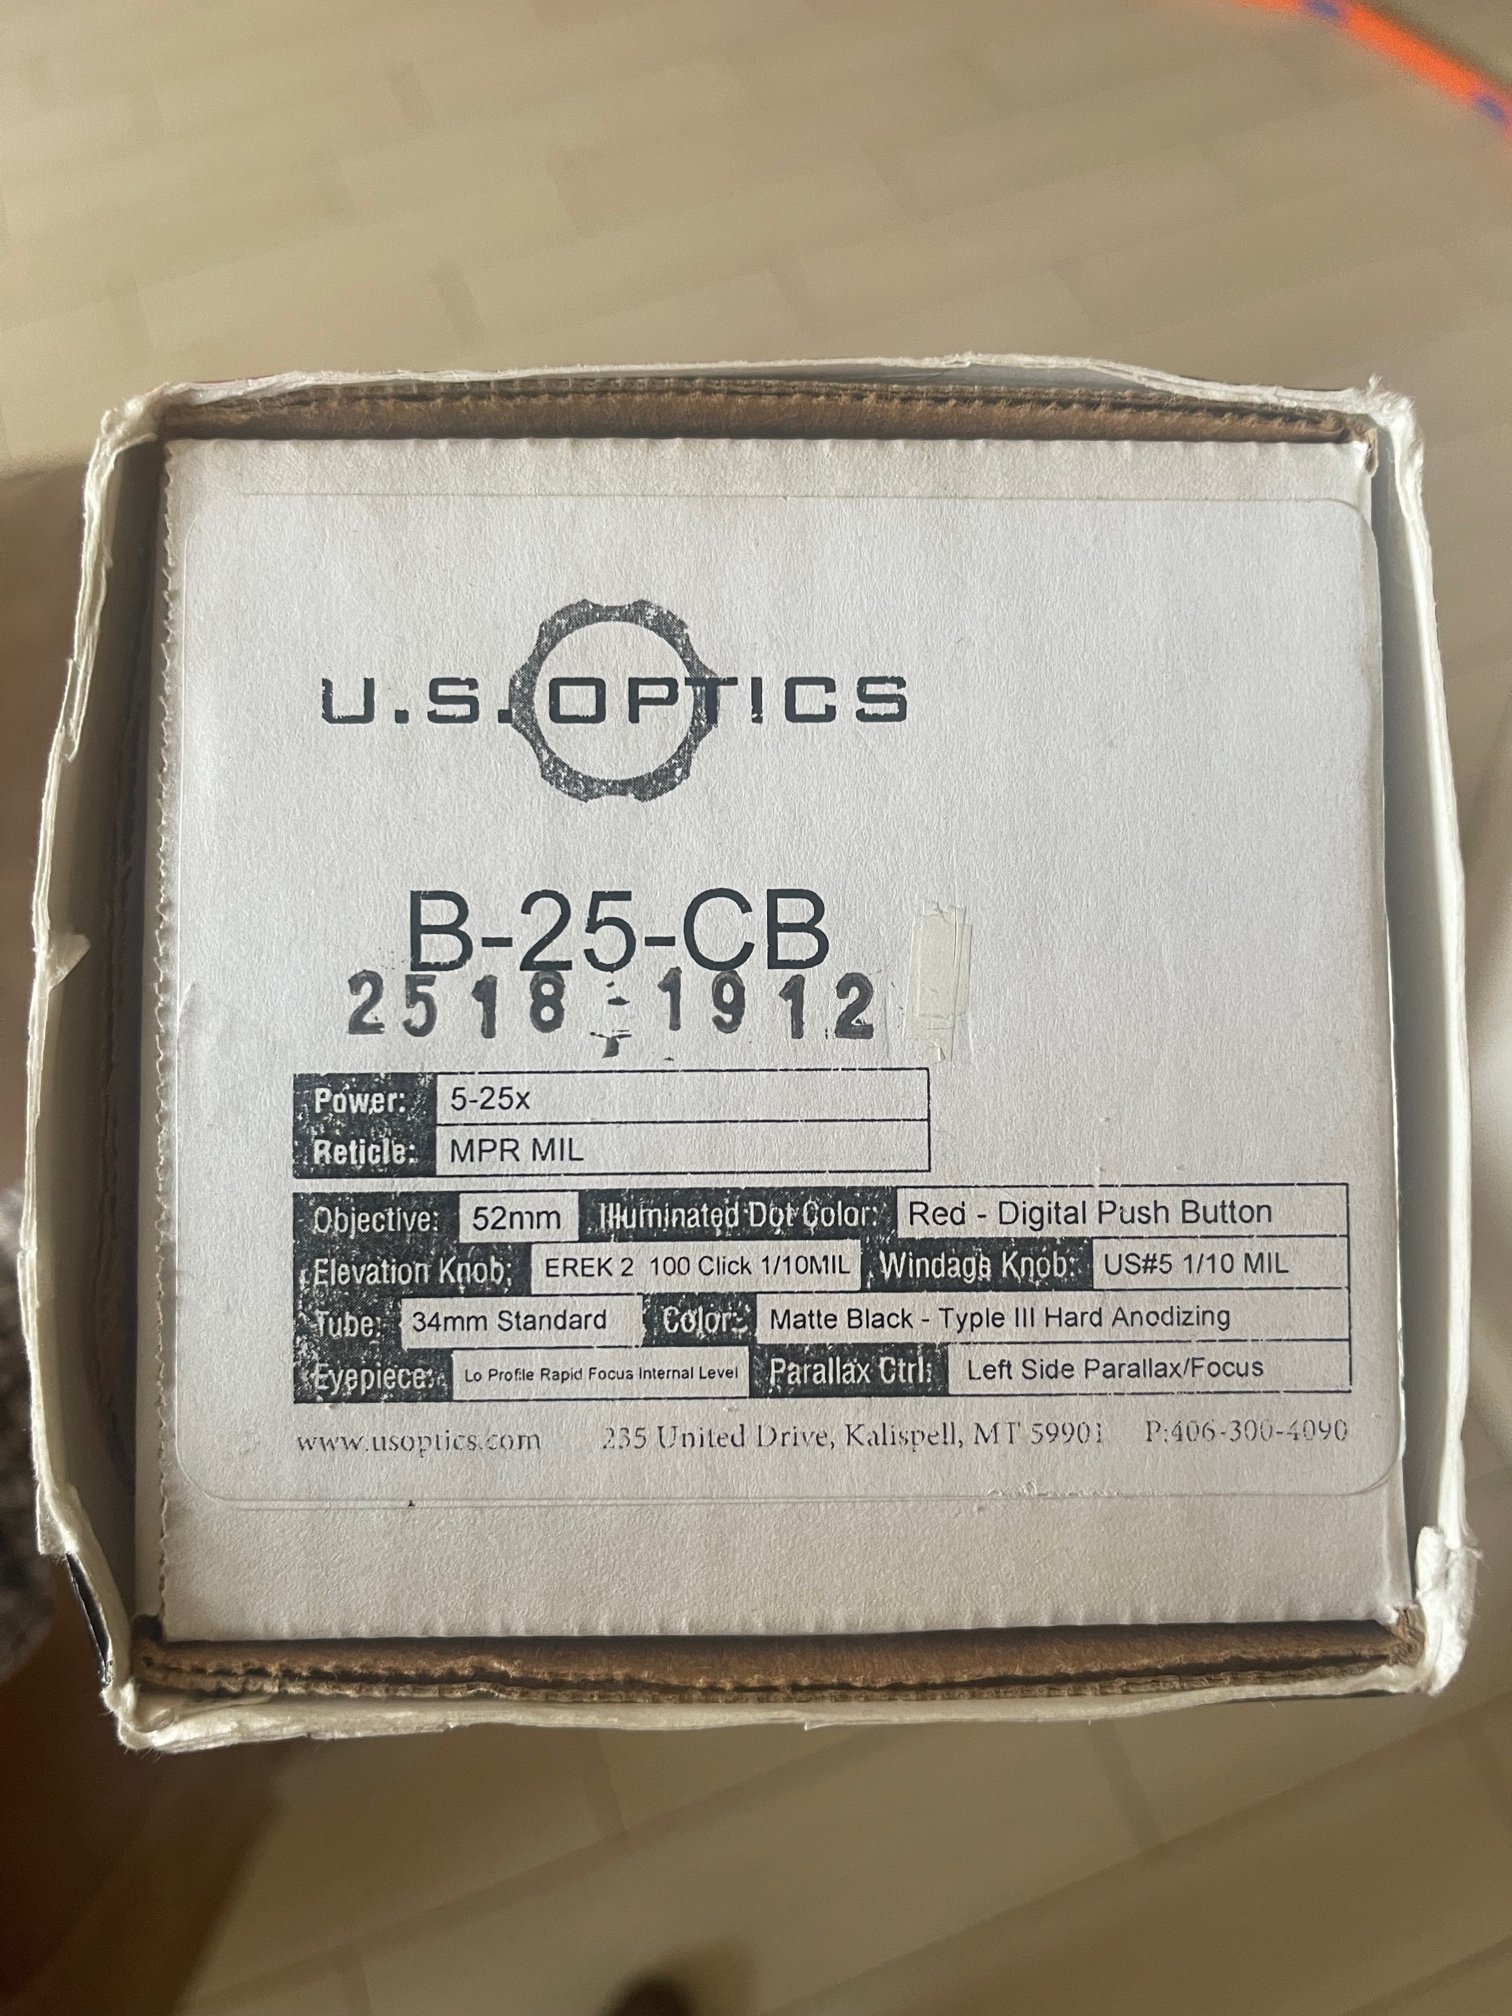 U.S. OPTICS
B-25-CB
2518-1912
Power: 5-25x
Reticle: MPR MIL
Objective: 52mm Illuminated Dot Color: Red - Digital Push Button
Elevation Knob: EREK 2 100 Click 1/10MIL Windage Knob: US#5 1/10 MIL
Tube: 34mm Standard Color: Matte Black - Typle III Hard Anodizing
Eyepiece: Lo Profile Rapid Focus Internal Level Parallax Ctrl: Left Side Parallax/Focus
www.usoptics.com 235 United Drive, Kalispell, MT 59901 P:406-300-4090